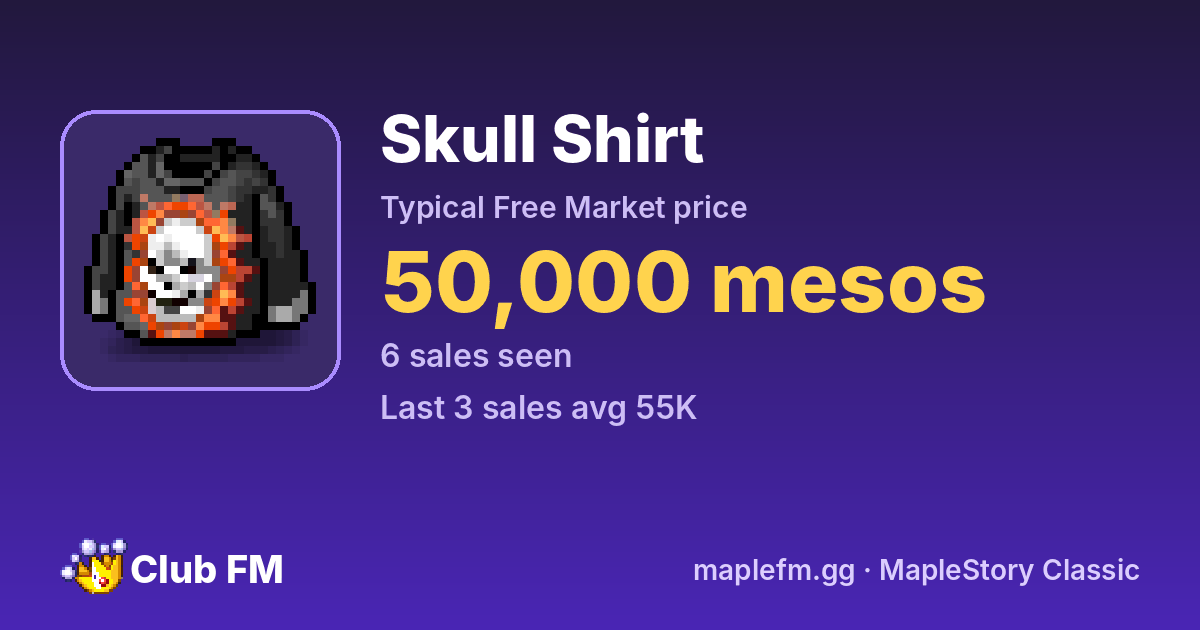 Skull Shirt
Typical Free Market price
50,000 mesos
6 sales seen
Last 3 sales avg 55K
Club FM
maplefm.gg · MapleStory Classic